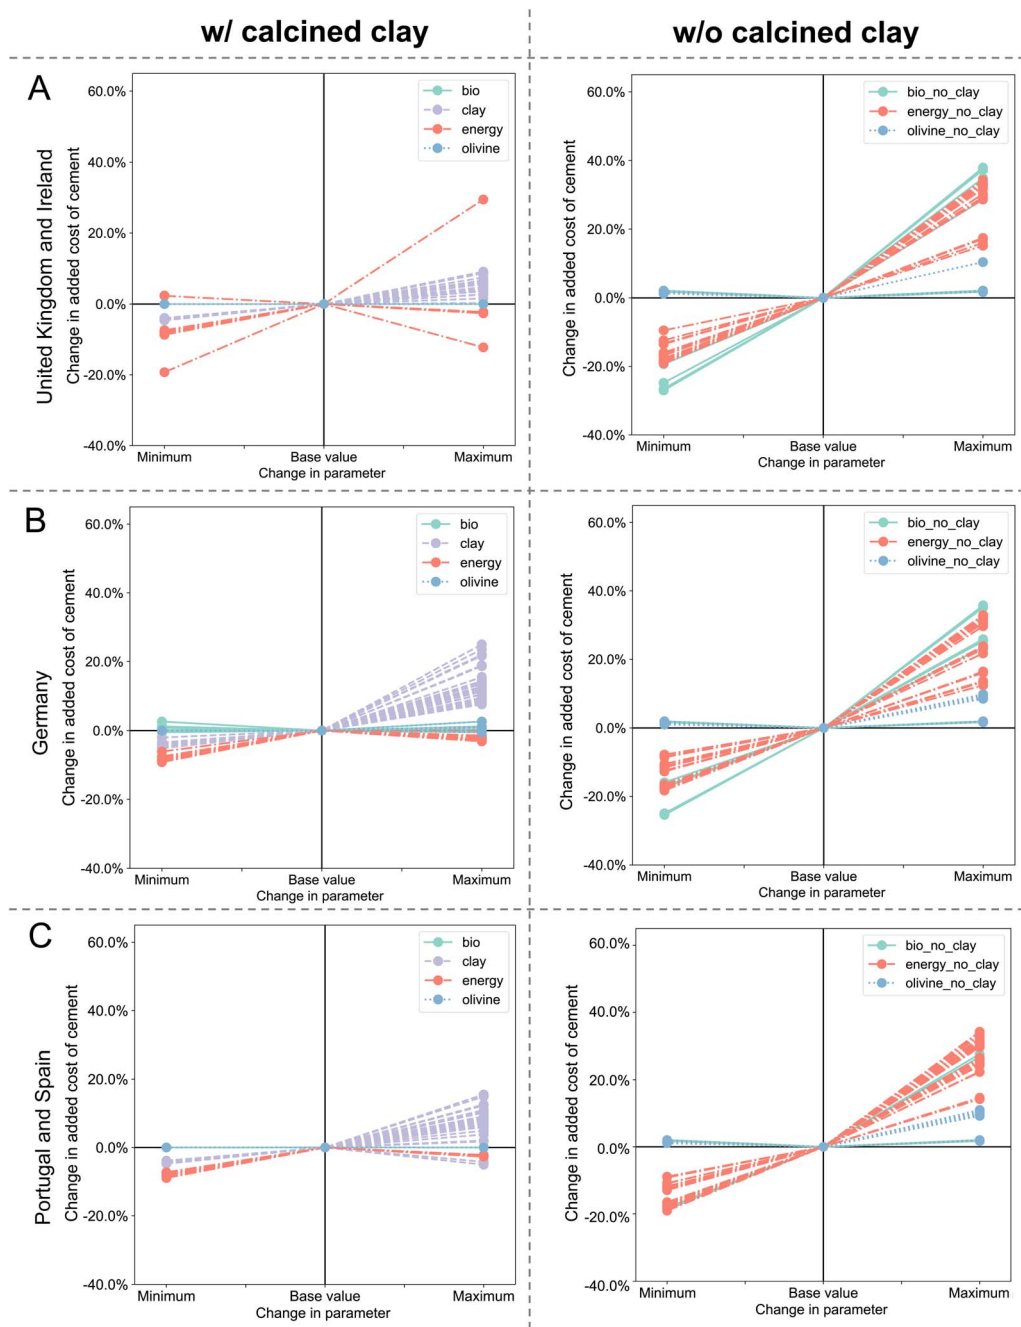 w/ calcined clay
w/o calcined clay
A
United Kingdom and Ireland
Change in added cost of cement
60.0%
40.0%
20.0%
0.0%
-20.0%
-40.0%
bio
clay
energy
olivine
Minimum
Base value
Maximum
Change in parameter
Change in added cost of cement
60.0%
40.0%
20.0%
0.0%
-20.0%
-40.0%
bio_no_clay
energy_no_clay
olivine_no_clay
Minimum
Base value
Maximum
Change in parameter
B
Germany
Change in added cost of cement
60.0%
40.0%
20.0%
0.0%
-20.0%
-40.0%
bio
clay
energy
olivine
Minimum
Base value
Maximum
Change in parameter
Change in added cost of cement
60.0%
40.0%
20.0%
0.0%
-20.0%
-40.0%
bio_no_clay
energy_no_clay
olivine_no_clay
Minimum
Base value
Maximum
Change in parameter
C
Portugal and Spain
Change in added cost of cement
60.0%
40.0%
20.0%
0.0%
-20.0%
-40.0%
bio
clay
energy
olivine
Minimum
Base value
Maximum
Change in parameter
Change in added cost of cement
60.0%
40.0%
20.0%
0.0%
-20.0%
-40.0%
bio_no_clay
energy_no_clay
olivine_no_clay
Minimum
Base value
Maximum
Change in parameter